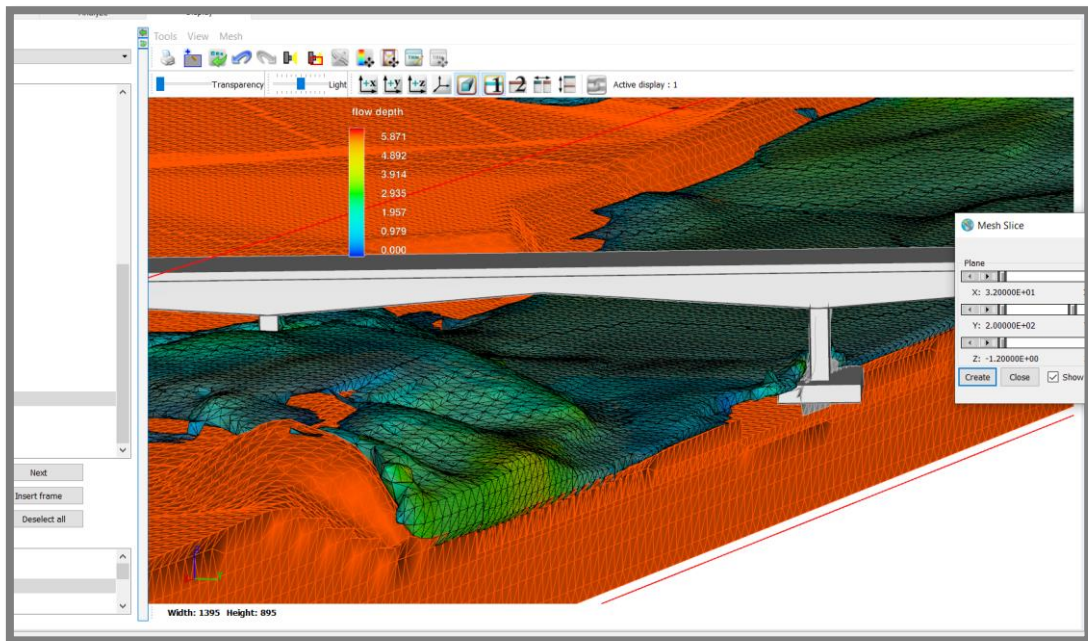 Tools View Mesh
Transparency
Light
Active display : 1
flow depth
5.871
4.892
3.914
2.935
1.957
0.979
0.000
Mesh Slice
Plane
X: 3.20000E+01
Y: 2.00000E+02
Z: -1.20000E+00
Create Close Show
Next
Insert frame
Deselect all
Width: 1395 Height: 895